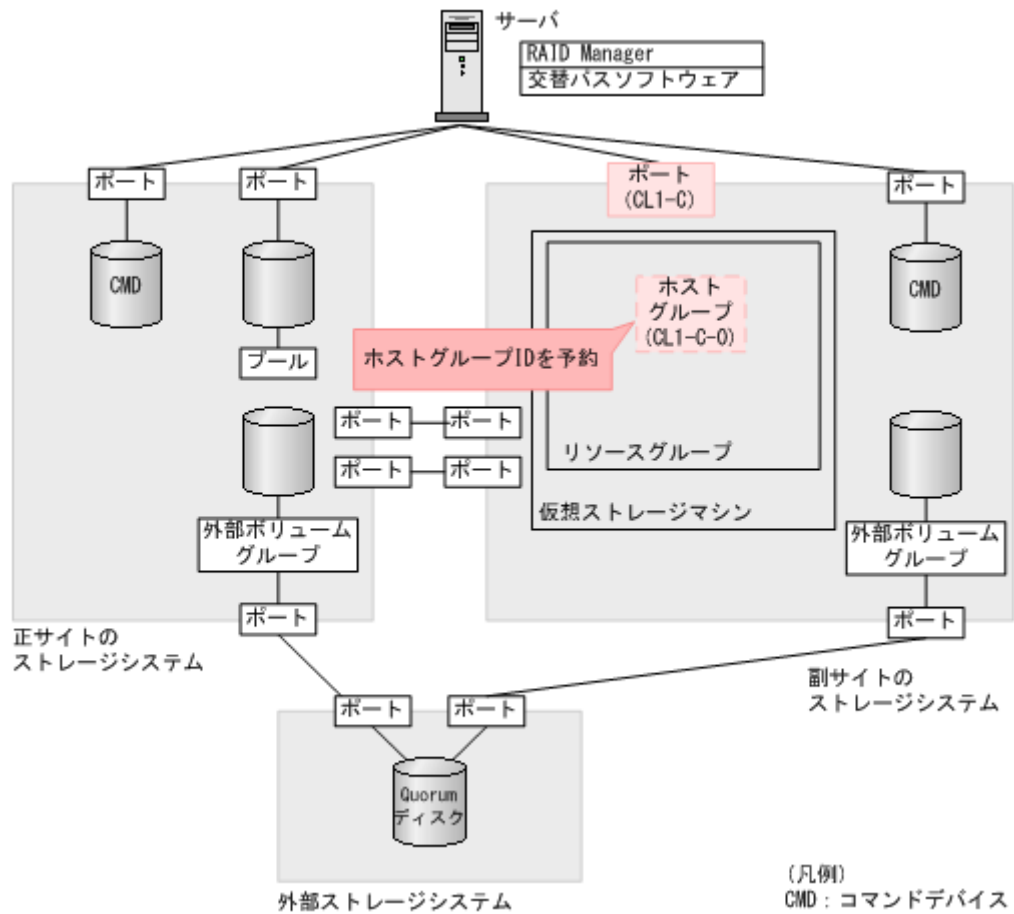 サーバ
RAID Manager
交替パスソフトウェア
ポート
ポート
ポート
(CL1-C)
ポート
CMD
CMD
ホスト
グループ
(CL1-C-0)
プール
ホストグループIDを予約
ポート
ポート
ポート
ポート
リソースグループ
仮想ストレージマシン
外部ボリューム
グループ
外部ボリューム
グループ
ポート
ポート
正サイトの
ストレージシステム
副サイトの
ストレージシステム
ポート
ポート
Quorum
ディスク
外部ストレージシステム
(凡例)
CMD：コマンドデバイス